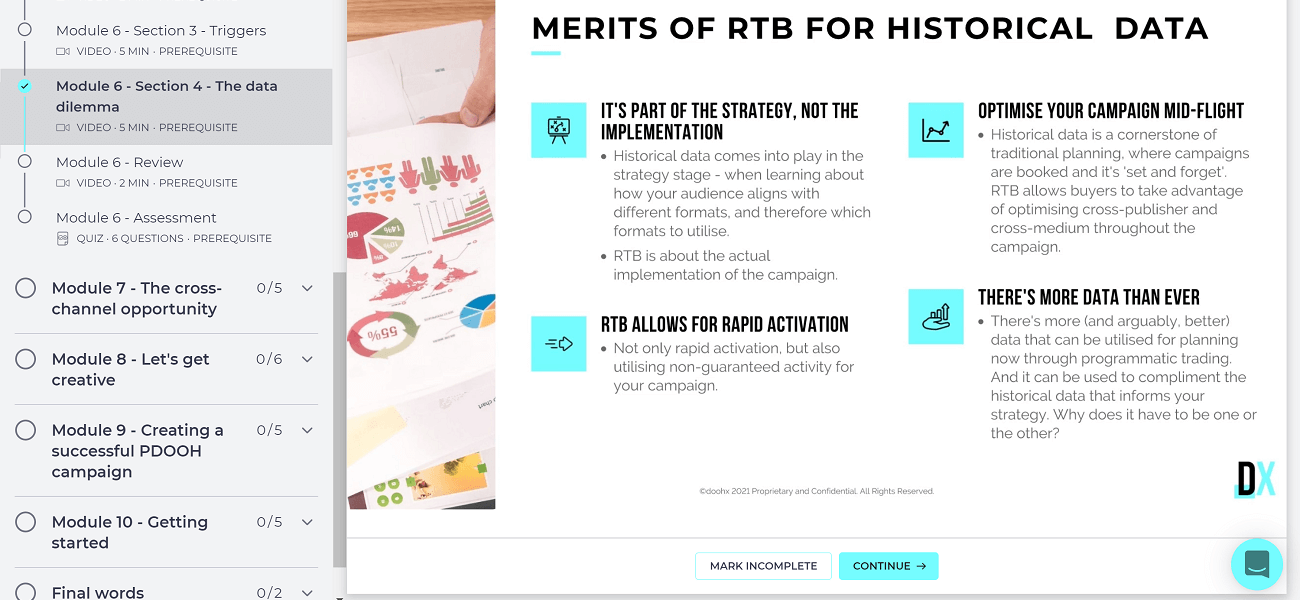 Module 6 - Section 3 - Triggers
VIDEO · 5 MIN · PREREQUISITE
Module 6 - Section 4 - The data
dilemma
VIDEO · 5 MIN · PREREQUISITE
Module 6 - Review
VIDEO · 2 MIN · PREREQUISITE
Module 6 - Assessment
QUIZ · 6 QUESTIONS · PREREQUISITE
Module 7 - The cross-
channel opportunity
0/5
Module 8 - Let's get
creative
0/6
Module 9 - Creating a
successful PDOOH
campaign
0/5
Module 10 - Getting
started
0/5
Final words
0/2
MERITS OF RTB FOR HISTORICAL DATA
IT'S PART OF THE STRATEGY, NOT THE
IMPLEMENTATION
• Historical data comes into play in the
strategy stage - when learning about
how your audience aligns with
different formats, and therefore which
formats to utilise.
• RTB is about the actual
implementation of the campaign.
RTB ALLOWS FOR RAPID ACTIVATION
• Not only rapid activation, but also
utilising non-guaranteed activity for
your campaign.
OPTIMISE YOUR CAMPAIGN MID-FLIGHT
• Historical data is a cornerstone of
traditional planning, where campaigns
are booked and it's 'set and forget'.
RTB allows buyers to take advantage
of optimising cross-publisher and
cross-medium throughout the
campaign.
THERE'S MORE DATA THAN EVER
• There's more (and arguably, better)
data that can be utilised for planning
now through programmatic trading.
And it can be used to compliment the
historical data that informs your
strategy. Why does it have to be one or
the other?
14%
10%
55%
©doohx 2021 Proprietary and Confidential. All Rights Reserved.
DX
MARK INCOMPLETE
CONTINUE →